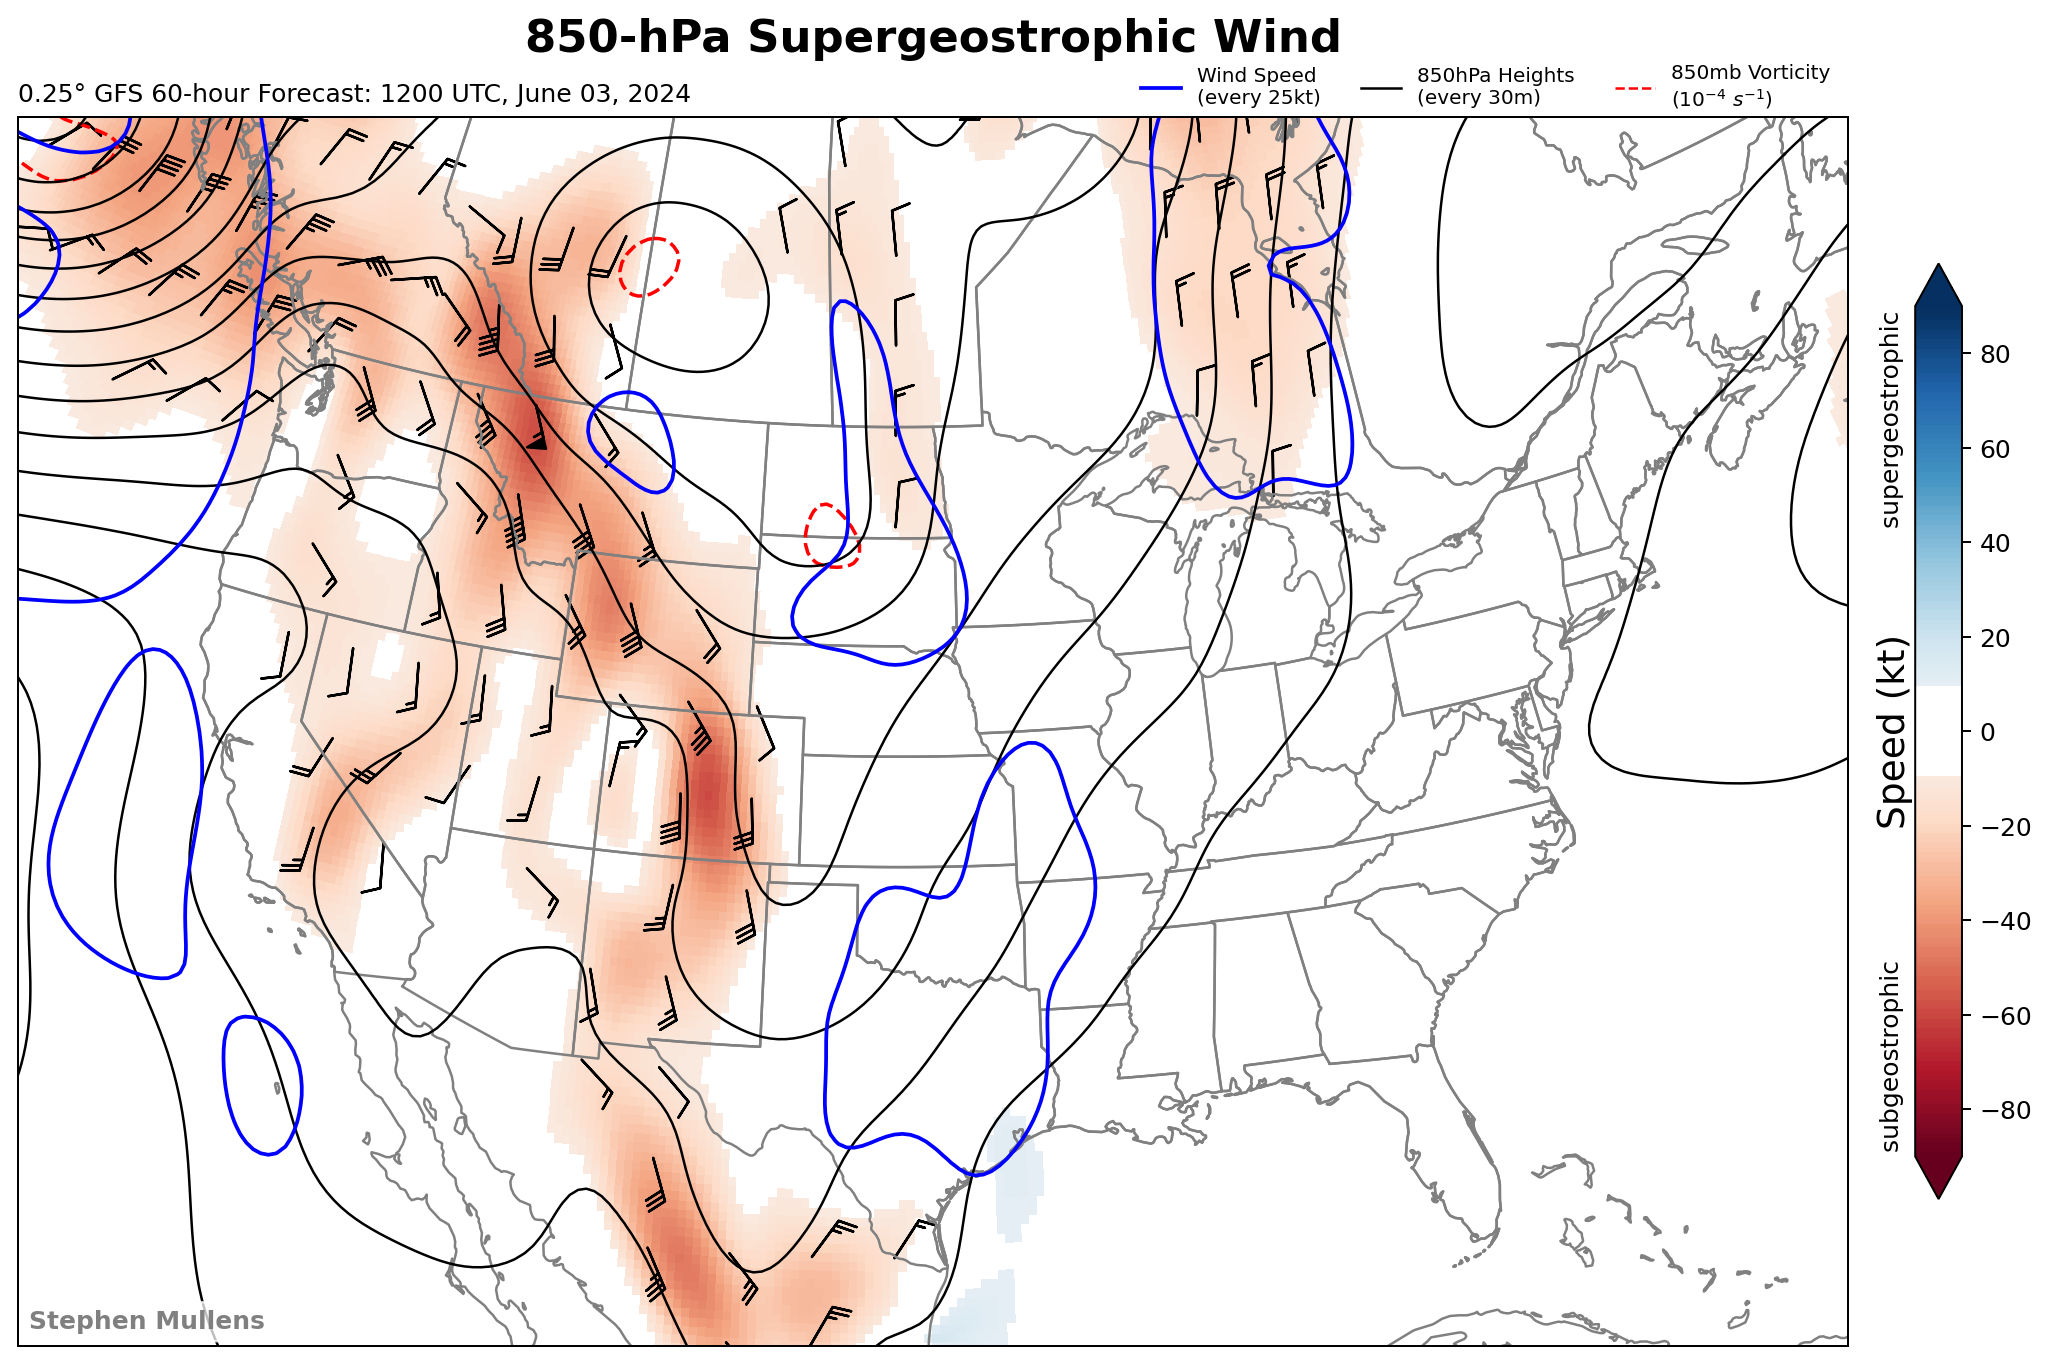 850-hPa Supergeostrophic Wind
0.25° GFS 60-hour Forecast: 1200 UTC, June 03, 2024
Wind Speed
(every 25kt)
850hPa Heights
(every 30m)
850mb Vorticity
(10⁻⁴ s⁻¹)
supergeostrophic
Speed (kt)
subgeostrophic
80
60
40
20
0
−20
−40
−60
−80
Stephen Mullens